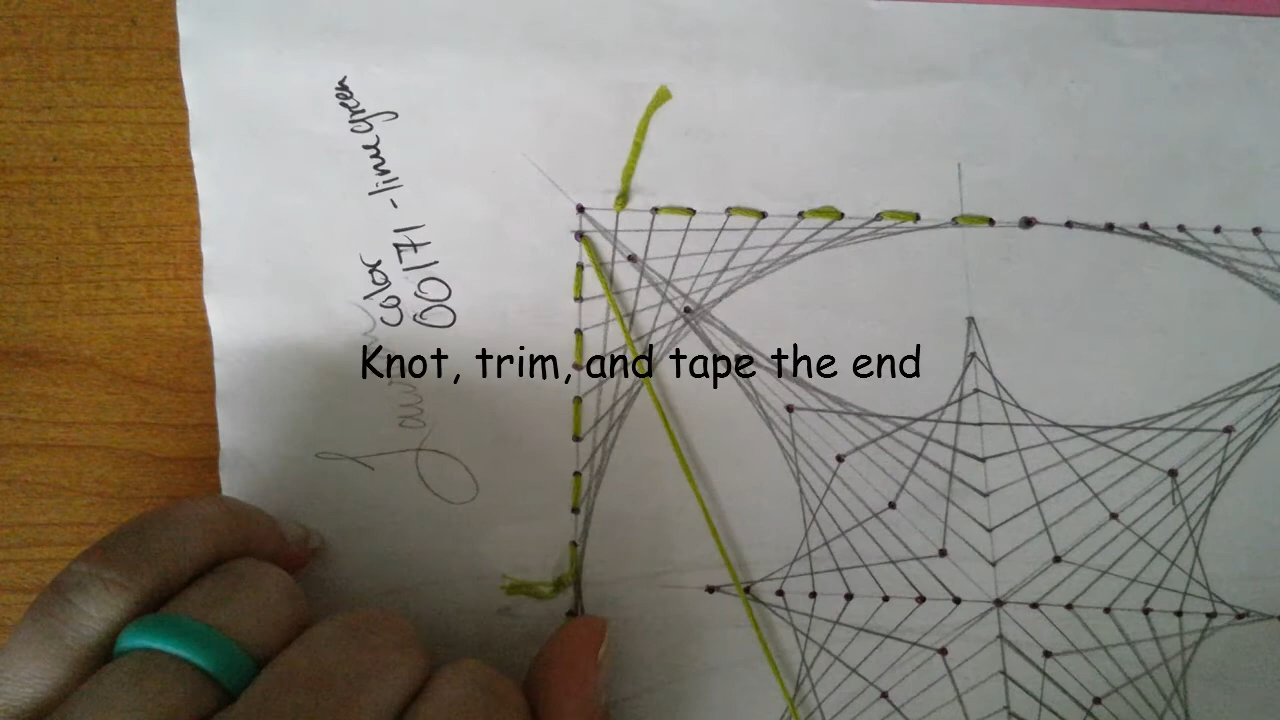 color
00171 - lime green
Knot, trim, and tape the end